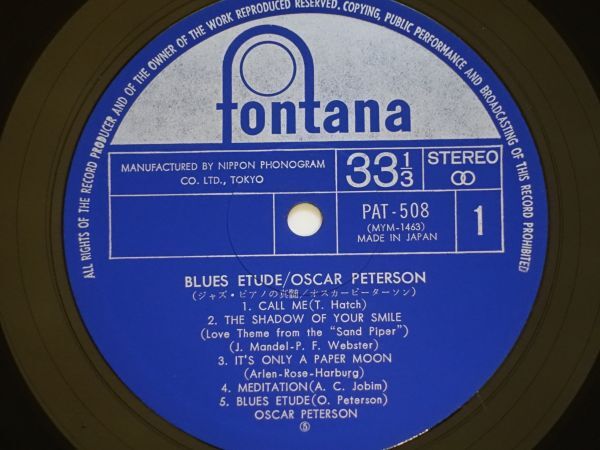 ALL RIGHTS OF THE RECORD PRODUCER AND OF THE OWNER OF THE WORK REPRODUCED RESERVED. COPYING, PUBLIC PERFORMANCE AND BROADCASTING OF THIS RECORD PROHIBITED
fontana
MANUFACTURED BY NIPPON PHONOGRAM
CO. LTD., TOKYO
33 1/3
STEREO
PAT-508
(MYM-1463)
MADE IN JAPAN
1
BLUES ETUDE/OSCAR PETERSON
(ジャズ・ピアノの真髄/オスカーピーターソン)
1. CALL ME(T. Hatch)
2. THE SHADOW OF YOUR SMILE
(Love Theme from the "Sand Piper")
(J. Mandel-P. F. Webster)
3. IT'S ONLY A PAPER MOON
(Arlen-Rose-Harburg)
4. MEDITATION(A. C. Jobim)
5. BLUES ETUDE(O. Peterson)
OSCAR PETERSON